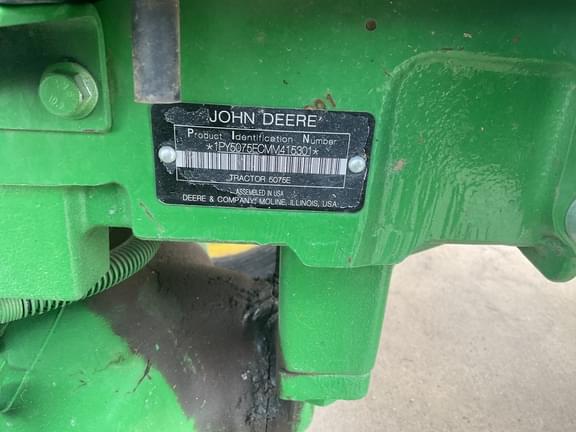 JOHN DEERE
Product Identification Number
*1PY5075ECMM415301*
TRACTOR 5075E
ASSEMBLED IN USA
DEERE & COMPANY, MOLINE, ILLINOIS, USA